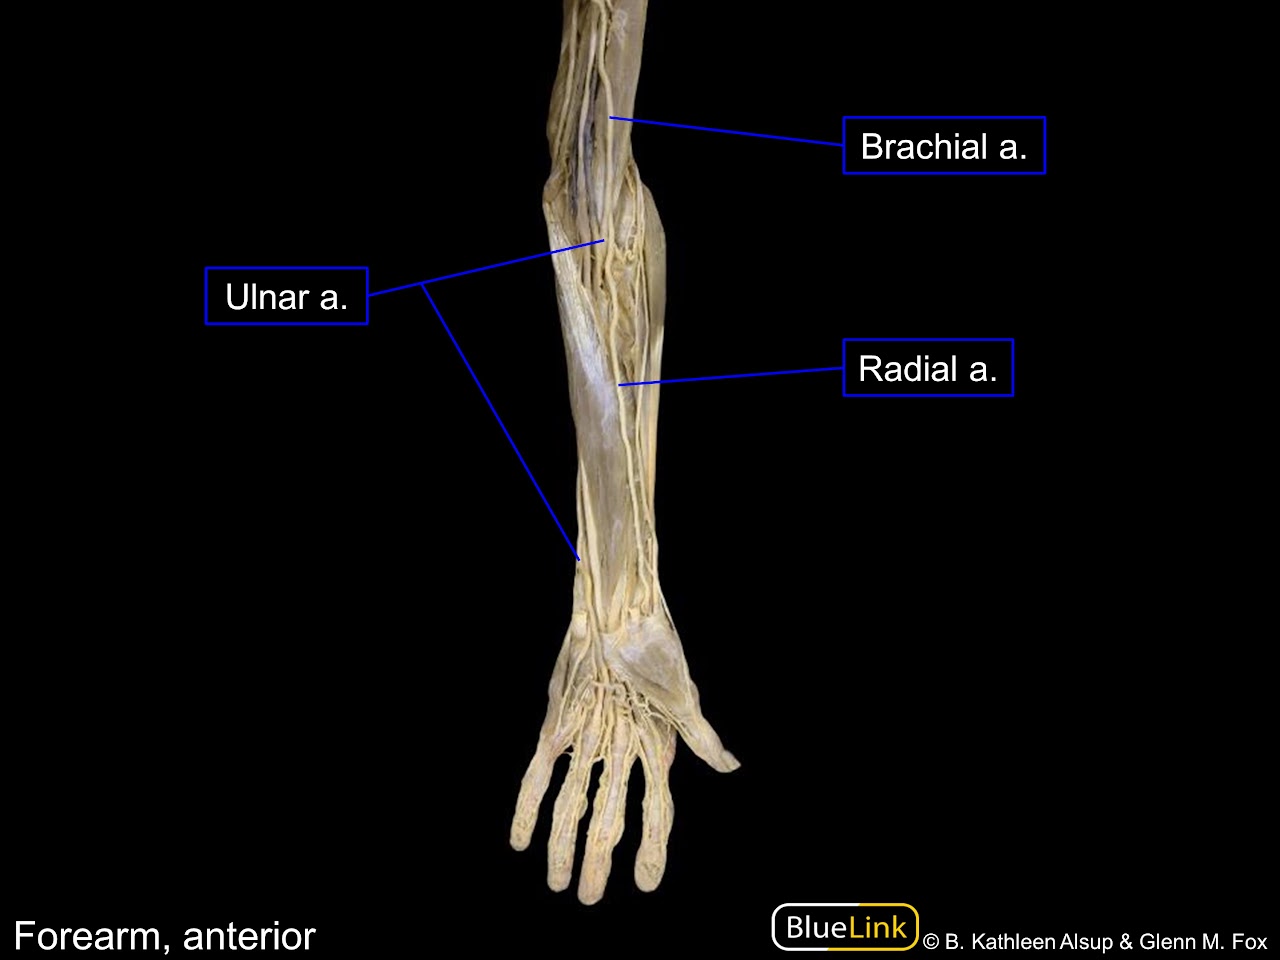 Brachial a.
Ulnar a.
Radial a.
Forearm, anterior
BlueLink
© B. Kathleen Alsup & Glenn M. Fox